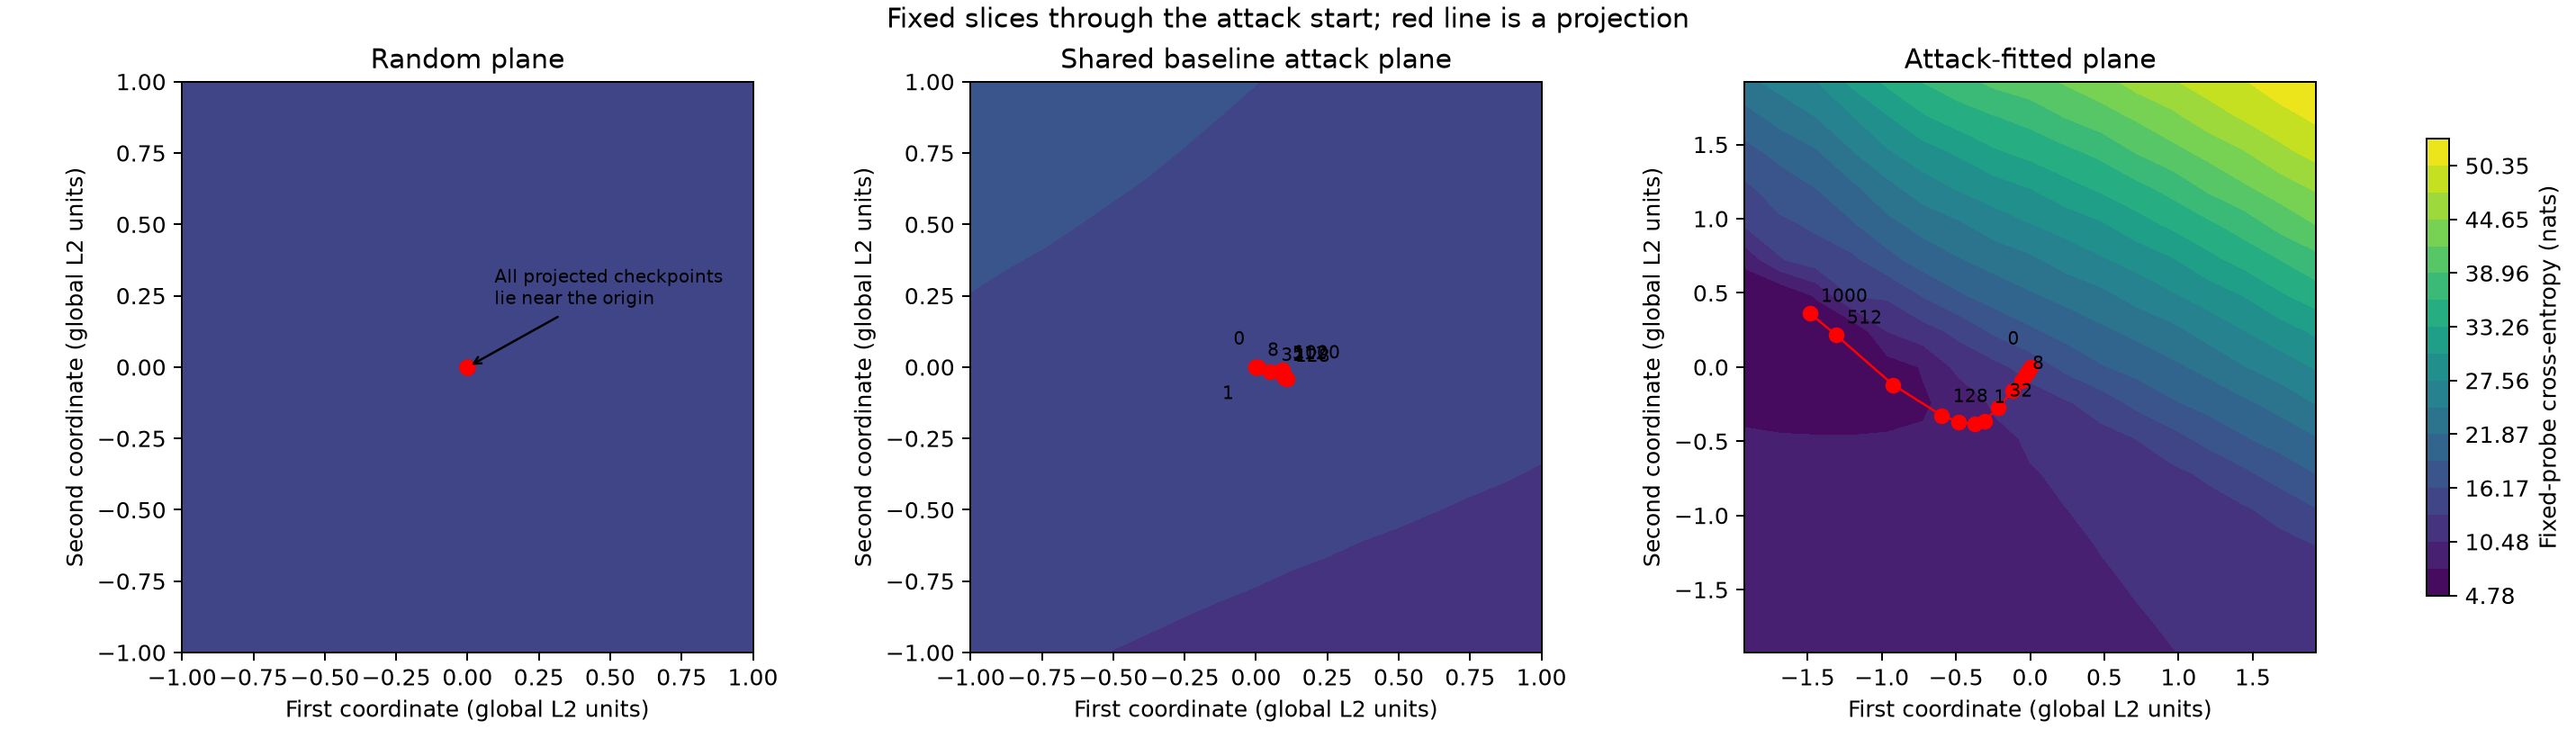 Fixed slices through the attack start; red line is a projection
Random plane
1.00
0.75
0.50
0.25
0.00
−0.25
−0.50
−0.75
−1.00
Second coordinate (global L2 units)
All projected checkpoints
lie near the origin
−1.00 −0.75 −0.50 −0.25 0.00 0.25 0.50 0.75 1.00
First coordinate (global L2 units)
Shared baseline attack plane
1.00
0.75
0.50
0.25
0.00
−0.25
−0.50
−0.75
−1.00
Second coordinate (global L2 units)
0
8
1
−1.00 −0.75 −0.50 −0.25 0.00 0.25 0.50 0.75 1.00
First coordinate (global L2 units)
Attack-fitted plane
1.5
1.0
0.5
0.0
−0.5
−1.0
−1.5
Second coordinate (global L2 units)
1000
512
0
8
128 1 32
−1.5 −1.0 −0.5 0.0 0.5 1.0 1.5
First coordinate (global L2 units)
50.35
44.65
38.96
33.26
27.56
21.87
16.17
10.48
4.78
Fixed-probe cross-entropy (nats)